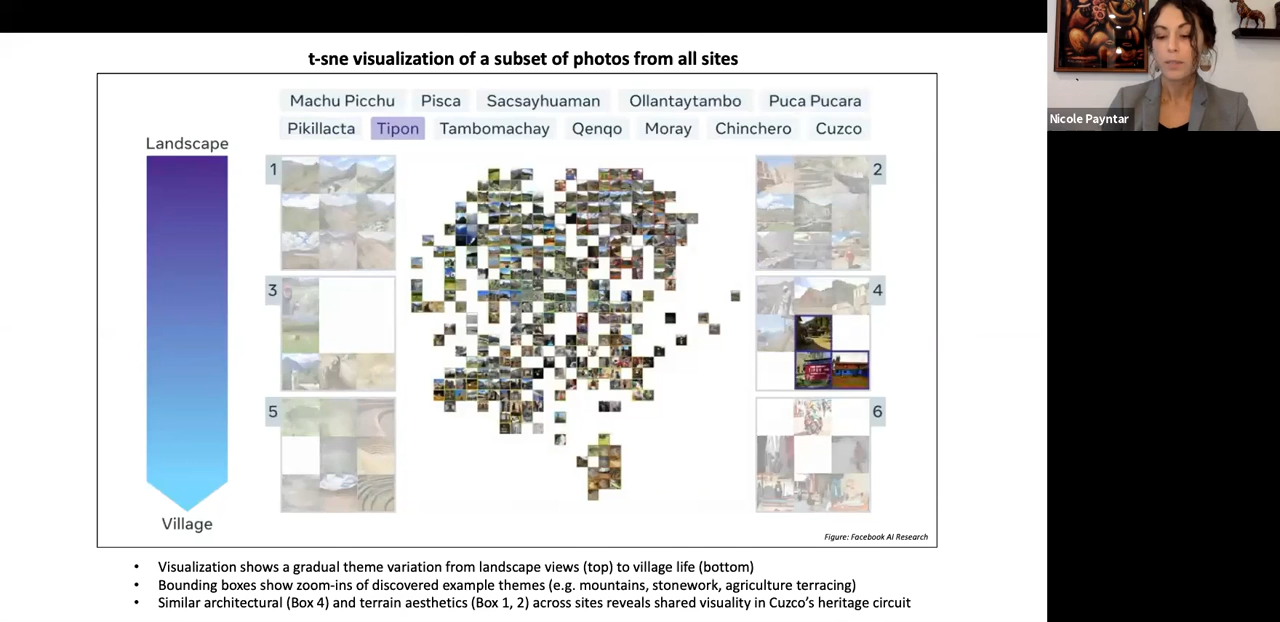 t-sne visualization of a subset of photos from all sites
Nicole Payntar
Machu Picchu Pisca Sacsayhuaman Ollantaytambo Puca Pucara
Pikillacta Tipon Tambomachay Qenqo Moray Chinchero Cuzco
Landscape
1
2
3
4
5
6
Village
Figure: Facebook AI Research
• Visualization shows a gradual theme variation from landscape views (top) to village life (bottom)
• Bounding boxes show zoom-ins of discovered example themes (e.g. mountains, stonework, agriculture terracing)
• Similar architectural (Box 4) and terrain aesthetics (Box 1, 2) across sites reveals shared visuality in Cuzco's heritage circuit